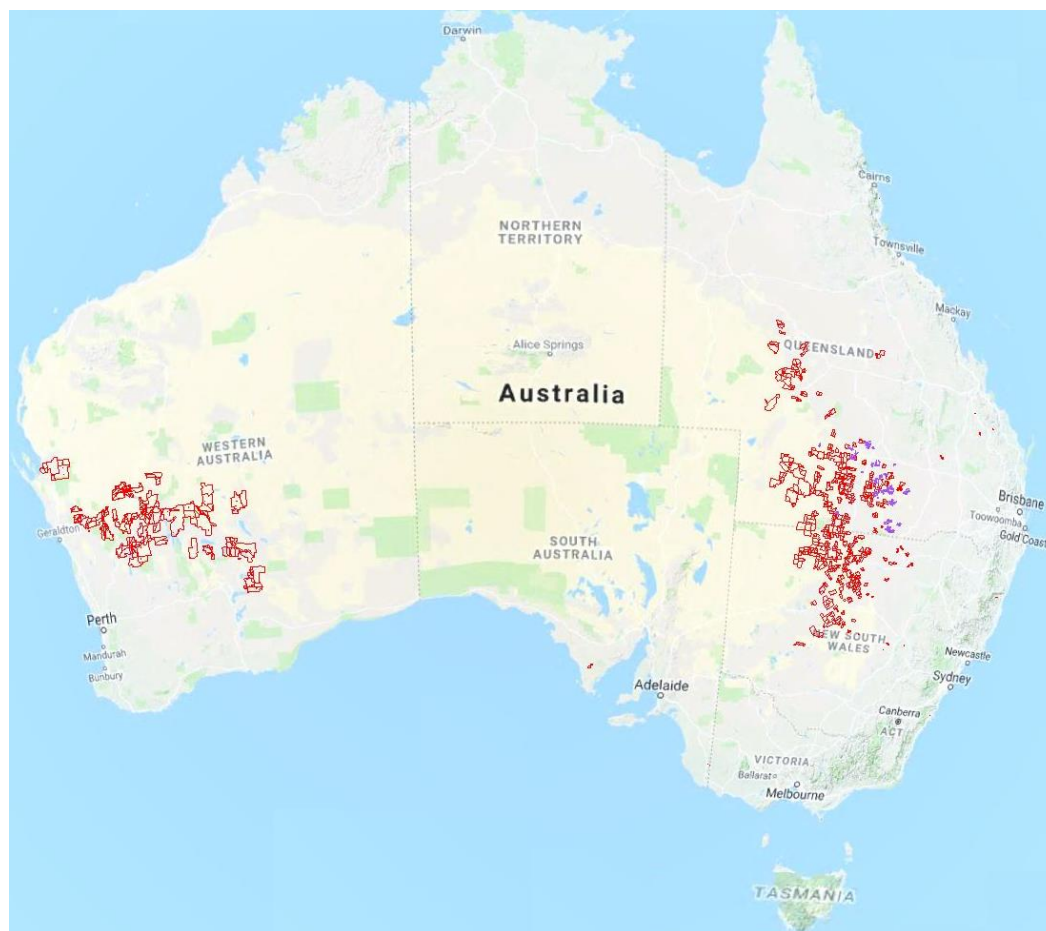 Darwin
Cairns
NORTHERN
TERRITORY
Townsville
Mackay
Alice Springs
QUEENSLAND
Australia
WESTERN
AUSTRALIA
Geraldton
Brisbane
Toowoomba
Gold Coast
SOUTH
AUSTRALIA
Perth
Mandurah
Bunbury
EW SOUTH
WALES
Newcastle
Sydney
Adelaide
Canberra
ACT
VICTORIA
Ballarat
Melbourne
TASMANIA